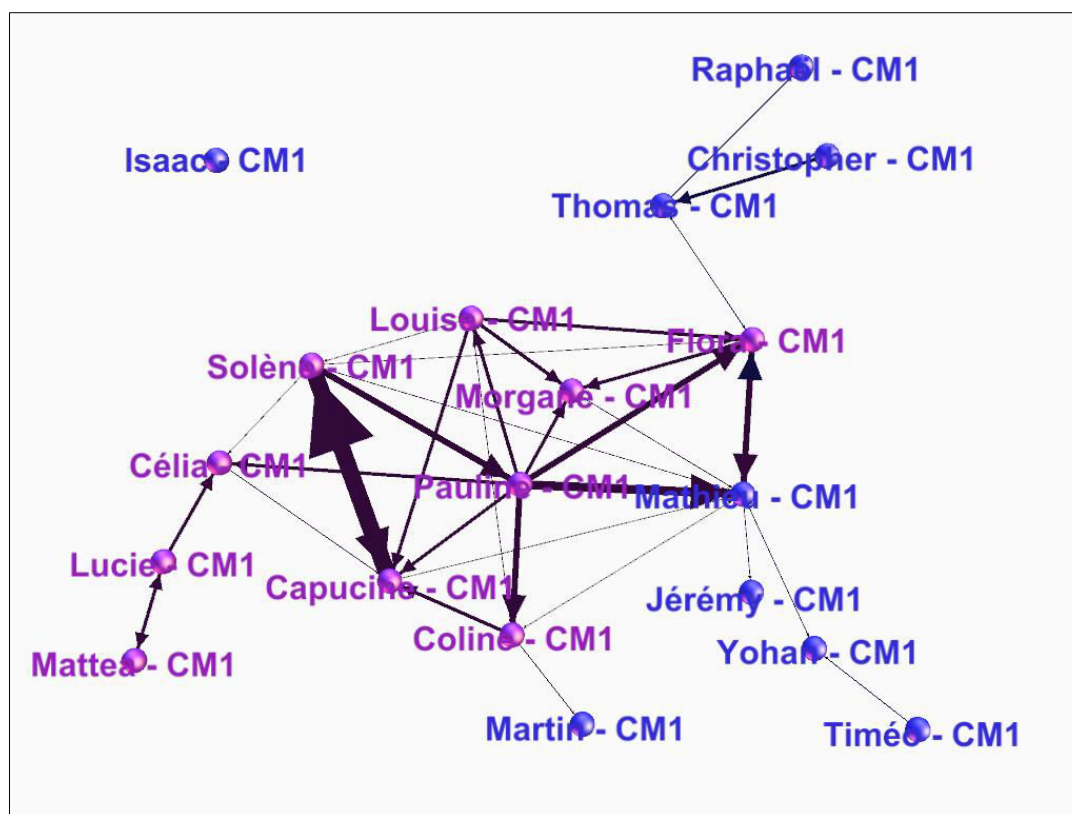 Raphaël - CM1
Isaac - CM1
Christopher - CM1
Thomas - CM1
Louise - CM1
Flora - CM1
Solène - CM1
Morgane - CM1
Célia - CM1
Pauline - CM1
Mathieu - CM1
Lucie - CM1
Capucine - CM1
Jérémy - CM1
Coline - CM1
Yohan - CM1
Mattea - CM1
Martin - CM1
Timéo - CM1